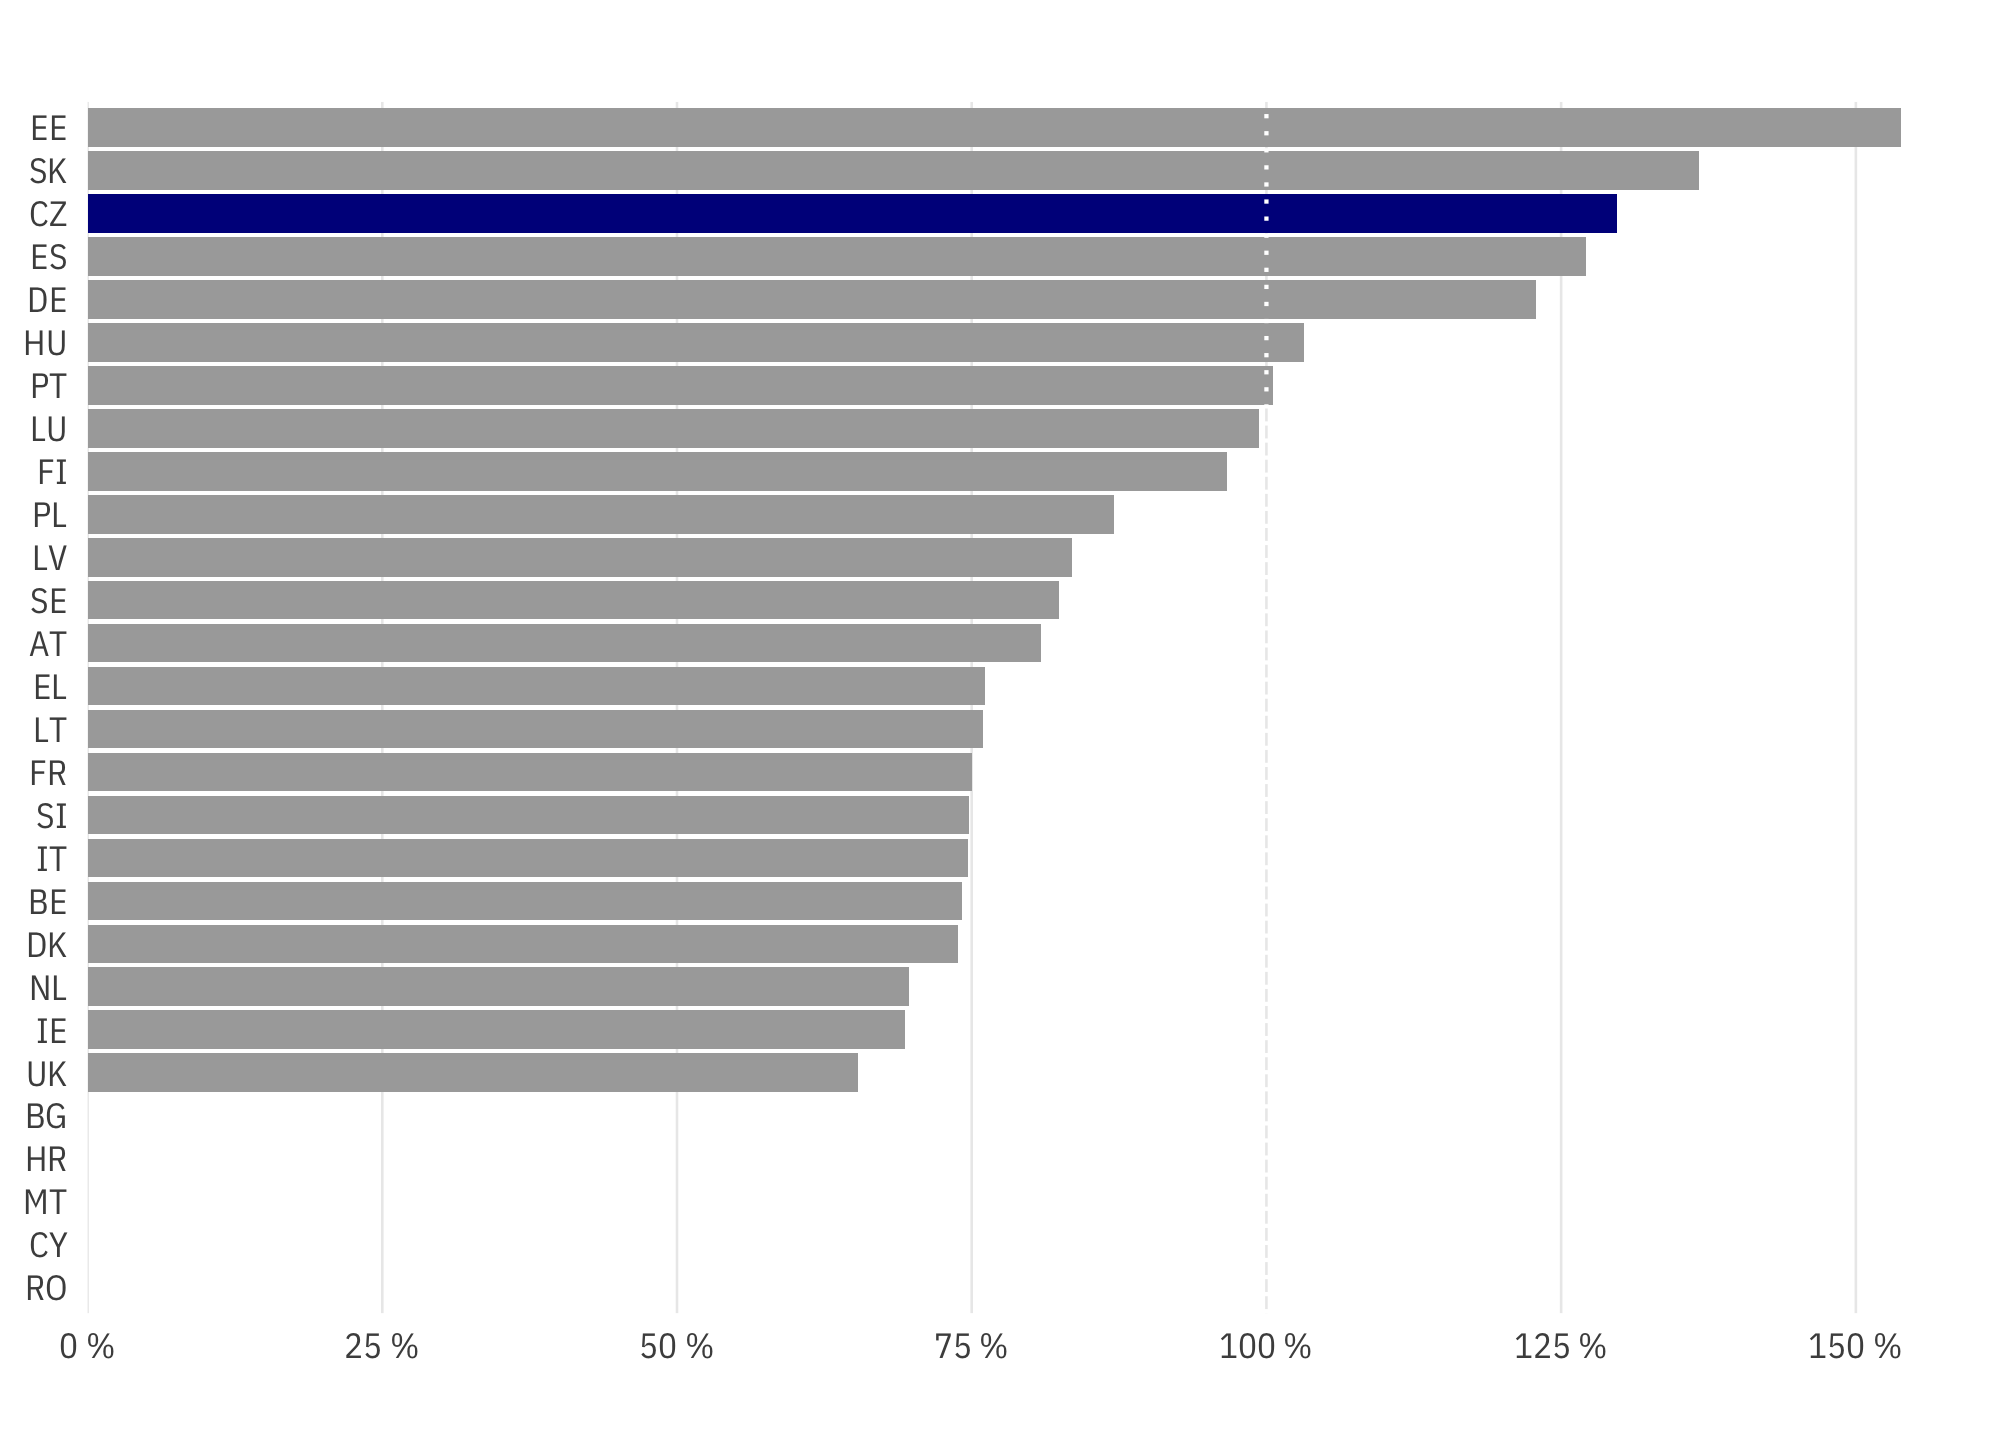 EE
SK
CZ
ES
DE
HU
PT
LU
FI
PL
LV
SE
AT
EL
LT
FR
SI
IT
BE
DK
NL
IE
UK
BG
HR
MT
CY
RO
0 % 25 % 50 % 75 % 100 % 125 % 150 %